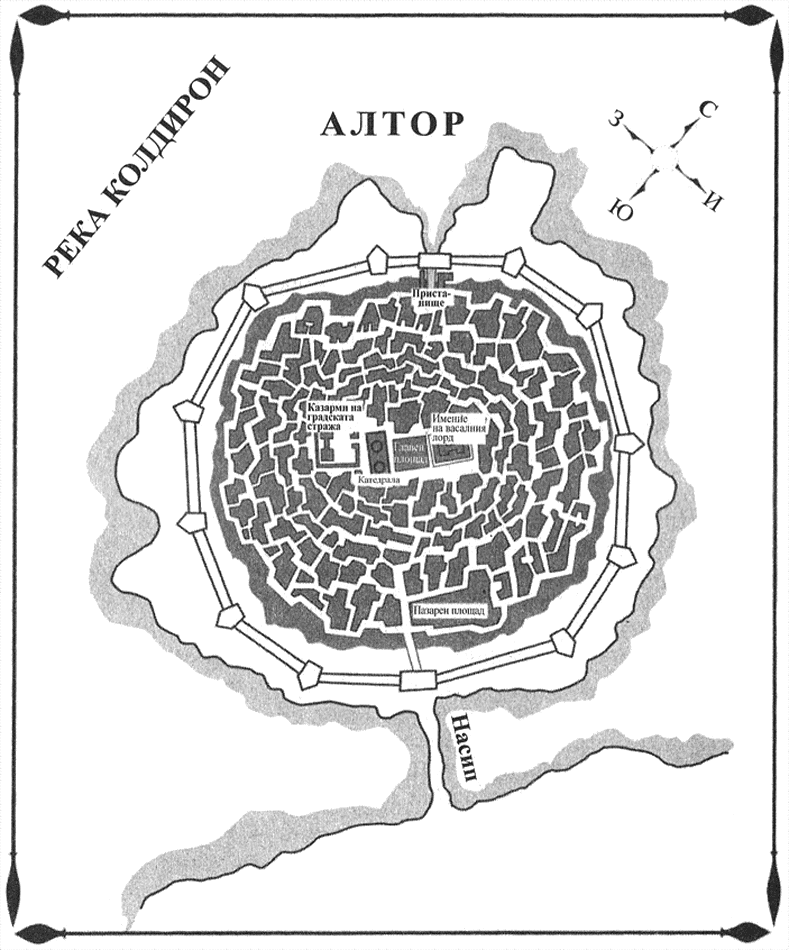 АЛТОР
РЕКА КОЛДИРОН
С
З
И
Ю
Приста-
нище
Казарми на
градската
стража
Имение
на васалния
лорд
Главен
площад
Катедрала
Пазарен площад
Насип